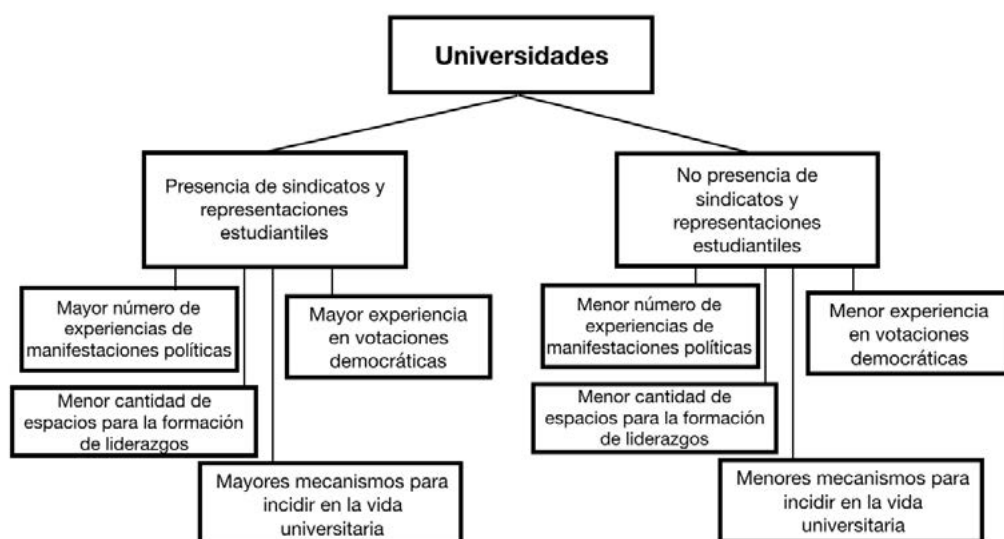 Universidades
Presencia de sindicatos y
representaciones
estudiantiles
No presencia de
sindicatos y
representaciones
estudiantiles
Mayor número de
experiencias de
manifestaciones políticas
Mayor experiencia
en votaciones
democráticas
Menor cantidad de
espacios para la formación
de liderazgos
Mayores mecanismos para
incidir en la vida
universitaria
Menor número de
experiencias de
manifestaciones políticas
Menor experiencia
en votaciones
democráticas
Menor cantidad de
espacios para la formación
de liderazgos
Menores mecanismos para
incidir en la vida
universitaria